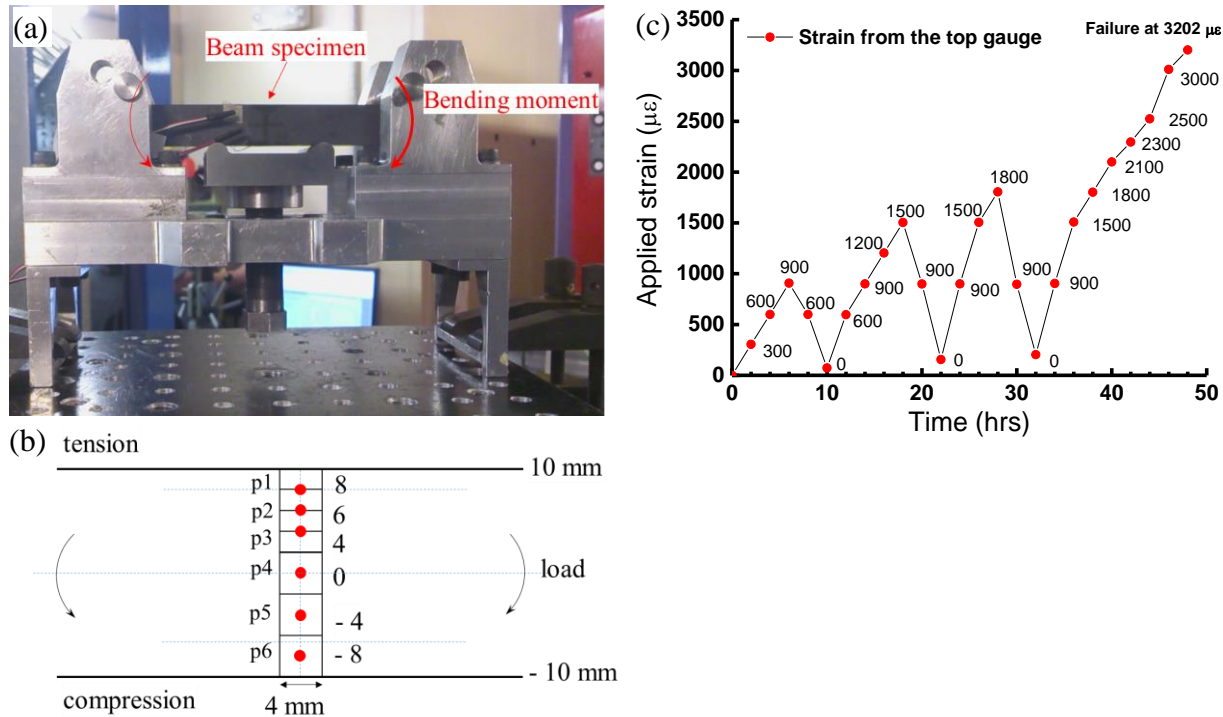 (a)
Beam specimen
Bending moment
(b)
tension
10 mm
p1
8
p2
6
p3
4
p4
0
load
p5
- 4
p6
- 8
- 10 mm
compression
4 mm
(c)
Strain from the top gauge
Failure at 3202 με
Applied strain (με)
3500
3000
2500
2000
1500
1000
500
0
300
600
900
600
0
600
900
1200
1500
900
0
900
1500
1800
900
0
900
1500
1800
2100
2300
2500
3000
0
10
20
30
40
50
Time (hrs)